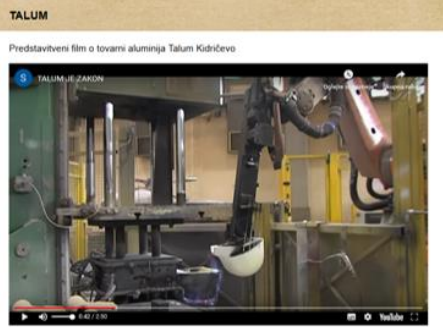 TALUM
Predstavitveni film o tovarni aluminija Talum Kidričevo
S TALUM JE ZAKON
0:42 / 2:50
YouTube